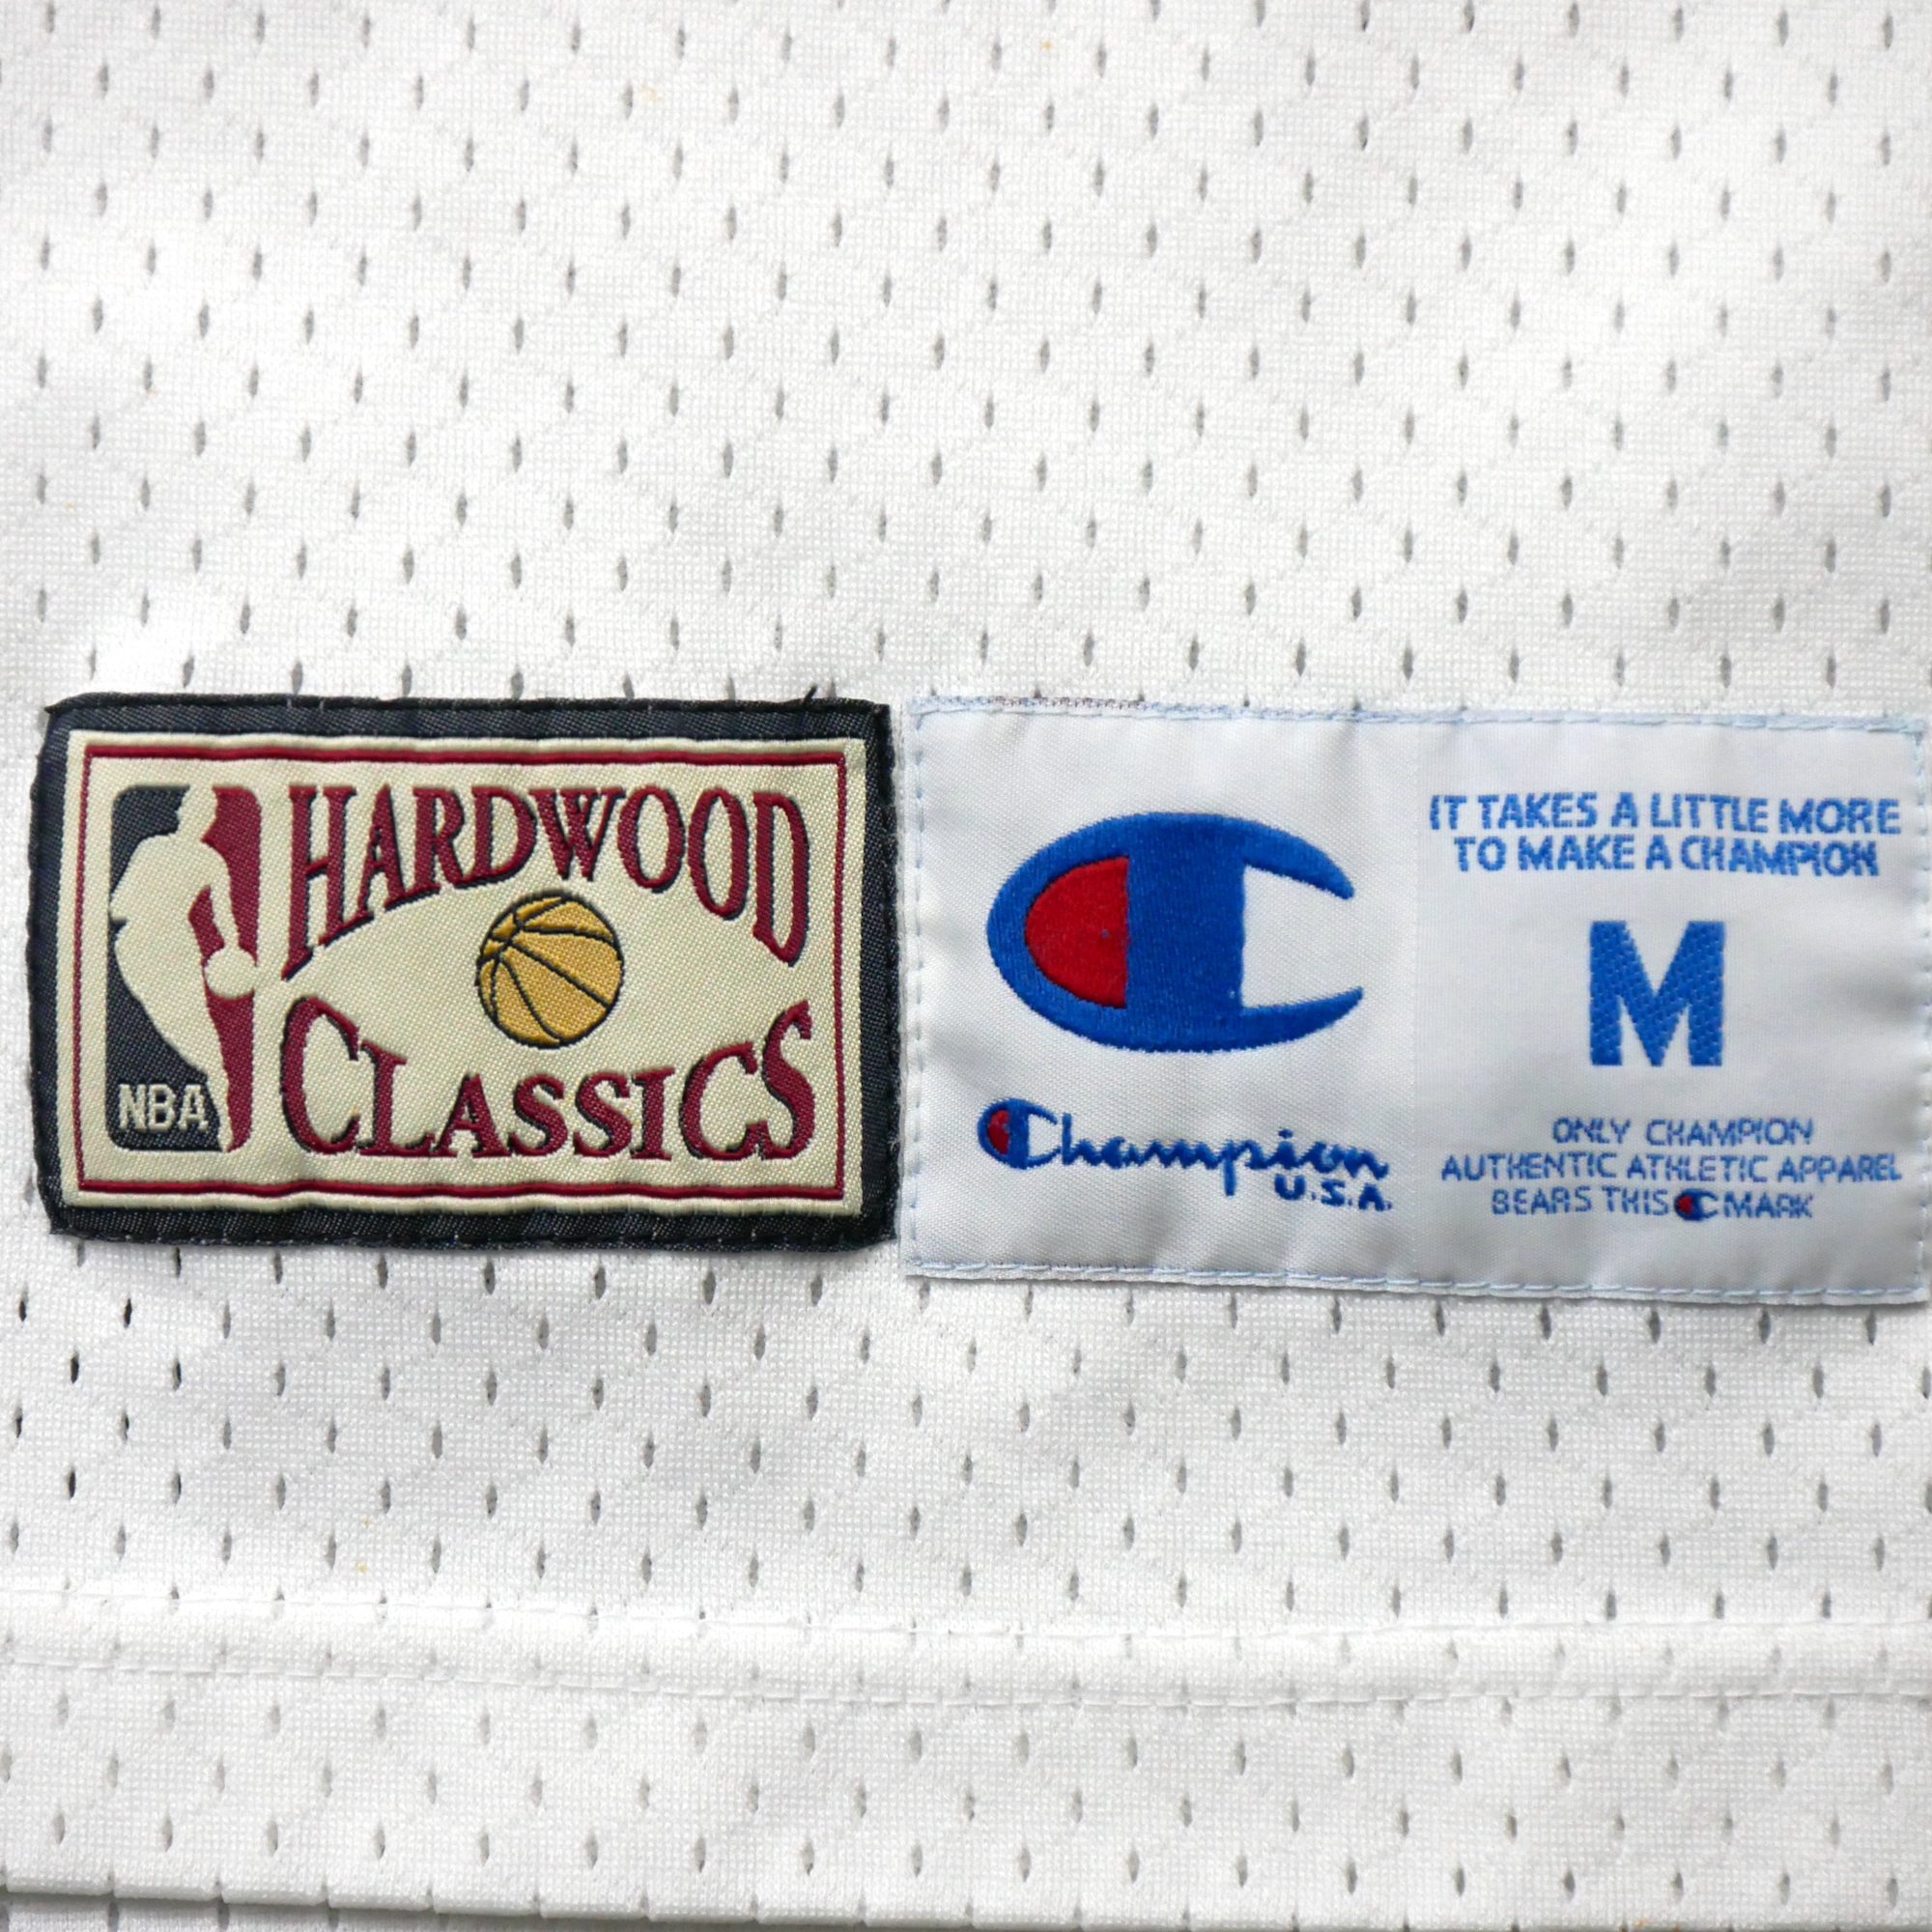 HARDWOOD
CLASSICS
NBA
Champion
U.S.A.
IT TAKES A LITTLE MORE
TO MAKE A CHAMPION
M
ONLY CHAMPION
AUTHENTIC ATHLETIC APPAREL
BEARS THIS C MARK